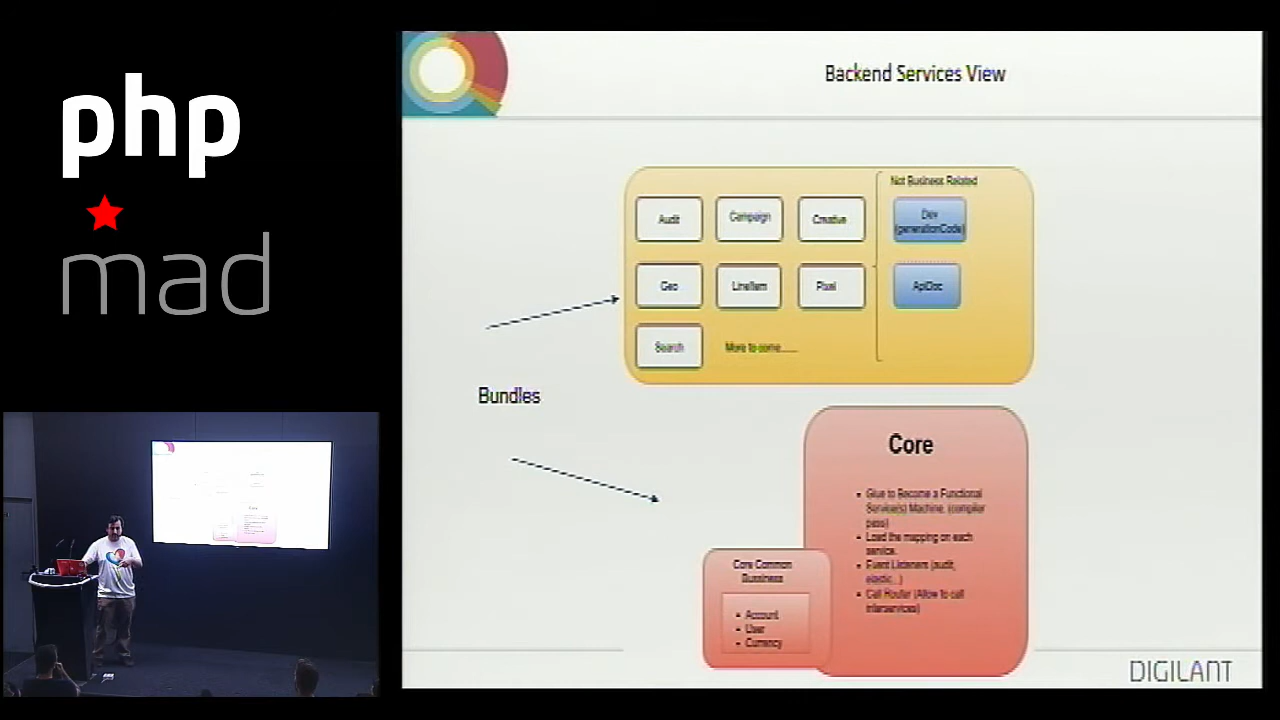 php
mad
Backend Services View
Not Business Related
Audit
Campaign
Creative
Dev
(generationCode)
Geo
LineItem
Pixel
ApiDoc
Search
More to come......
Bundles
Core
Glue to Become a Functional
Service(s) Machine. (compiler
pass)
Load the mapping on each
service.
Event Listeners (audit,
elastic...)
Call Router (Allow to call
interservices)
Core Common
Bussiness
Account
User
Currency
DIGILANT